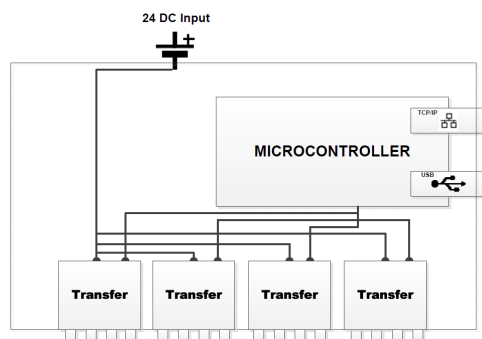 24 DC Input
TCP/IP
MICROCONTROLLER
USB
Transfer
Transfer
Transfer
Transfer